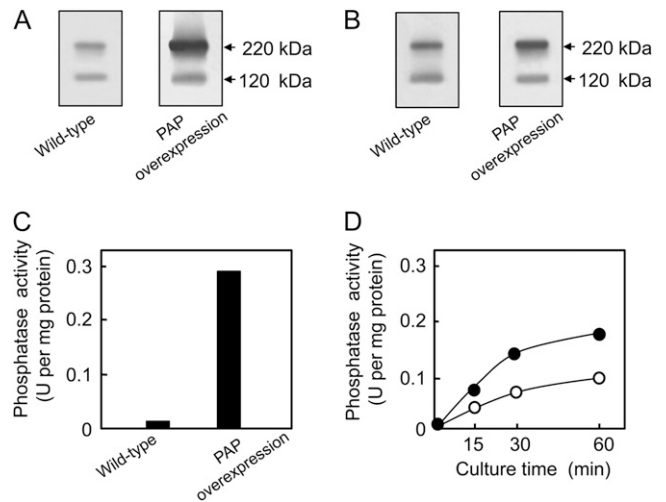 A
220 kDa
120 kDa
Wild-type
PAP
overexpression
B
220 kDa
120 kDa
Wild-type
PAP
overexpression
C
Phosphatase activity
(U per mg protein)
0.3
0.2
0.1
0
Wild-type
PAP
overexpression
D
Phosphatase activity
(U per mg protein)
0.3
0.2
0.1
0
15
30
60
Culture time (min)